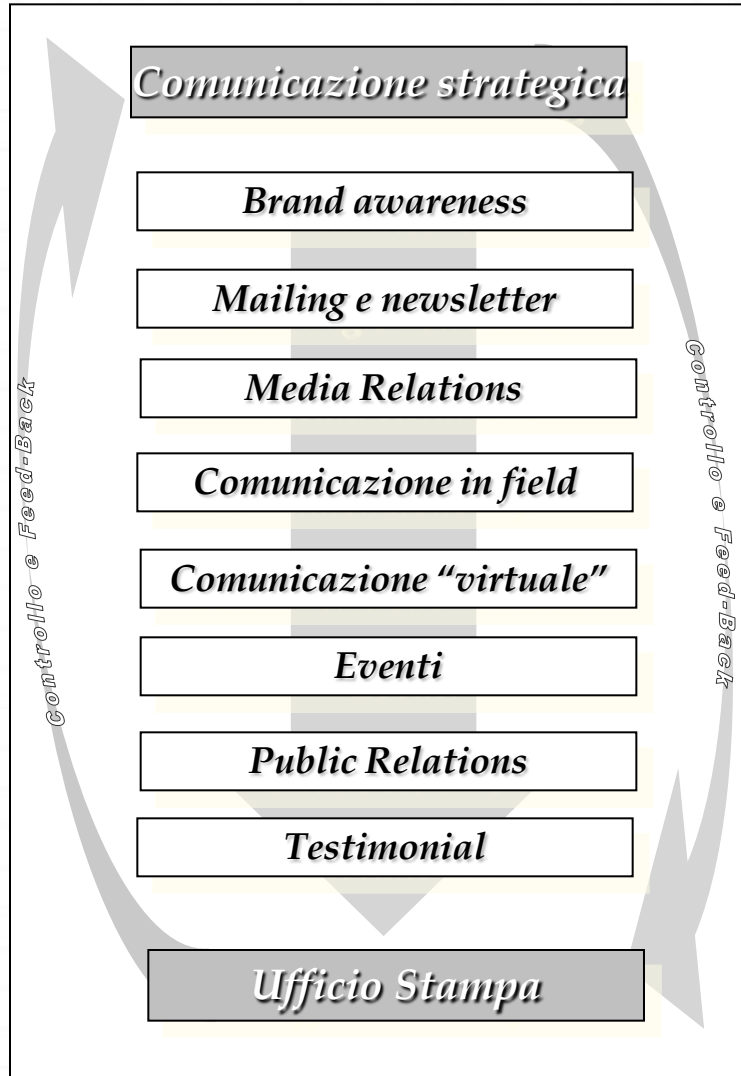 Comunicazione strategica
Brand awareness
Mailing e newsletter
Media Relations
Comunicazione in field
Comunicazione “virtuale”
Eventi
Public Relations
Testimonial
Ufficio Stampa
Controllo e Feed-Back
Controllo e Feed-Back